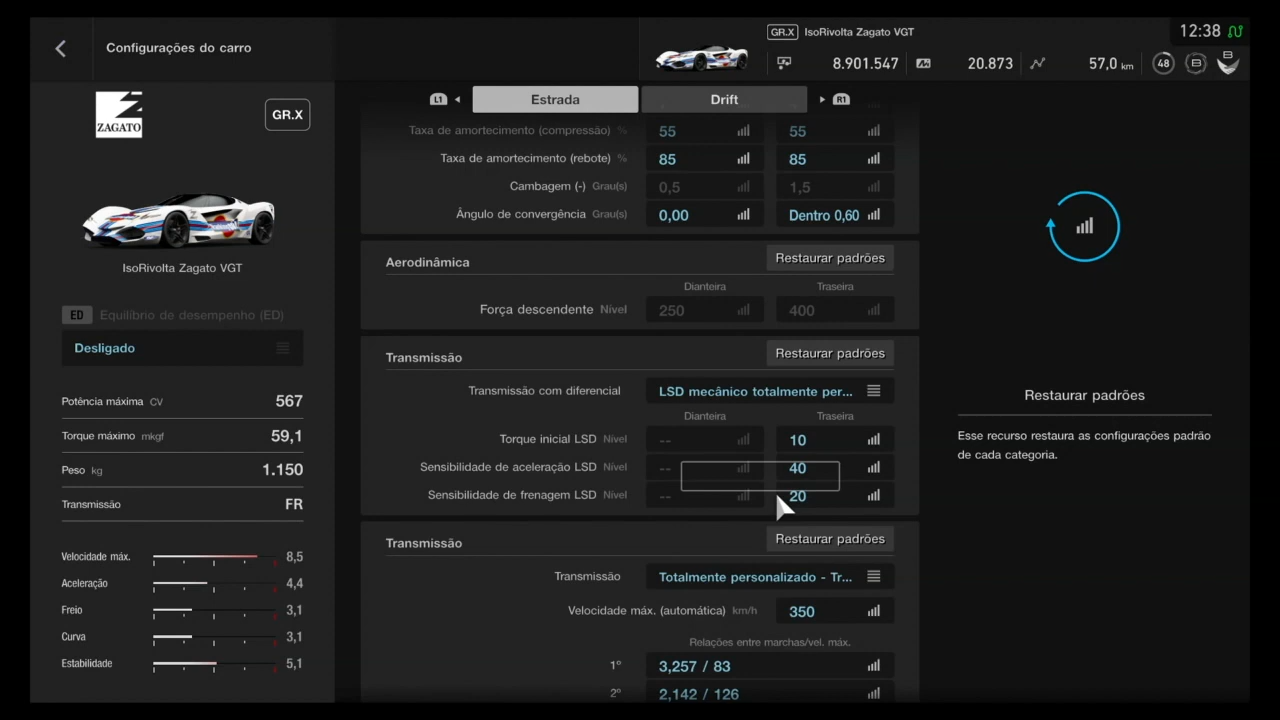 Configurações do carro
GR.X IsoRivolta Zagato VGT
12:38
8.901.547 20.873 57,0 km 48 B B
ZAGATO
GR.X
IsoRivolta Zagato VGT
ED Equilíbrio de desempenho (ED)
Desligado
Potência máxima CV 567
Torque máximo mkgf 59,1
Peso kg 1.150
Transmissão FR
Velocidade máx. 8,5
Aceleração 4,4
Freio 3,1
Curva 3,1
Estabilidade 5,1
L1 Estrada Drift R1
Taxa de amortecimento (compressão) % 55 55
Taxa de amortecimento (rebote) % 85 85
Cambagem (-) Grau(s) 0,5 1,5
Ângulo de convergência Grau(s) 0,00 Dentro 0,60
Aerodinâmica Restaurar padrões
Dianteira Traseira
Força descendente Nível 250 400
Transmissão Restaurar padrões
Transmissão com diferencial LSD mecânico totalmente per...
Dianteira Traseira
Torque inicial LSD Nível -- 10
Sensibilidade de aceleração LSD Nível -- 40
Sensibilidade de frenagem LSD Nível -- 20
Transmissão Restaurar padrões
Transmissão Totalmente personalizado - Tr...
Velocidade máx. (automática) km/h 350
Relações entre marchas/vel. máx.
1º 3,257 / 83
2º 2,142 / 126
Restaurar padrões
Esse recurso restaura as configurações padrão
de cada categoria.